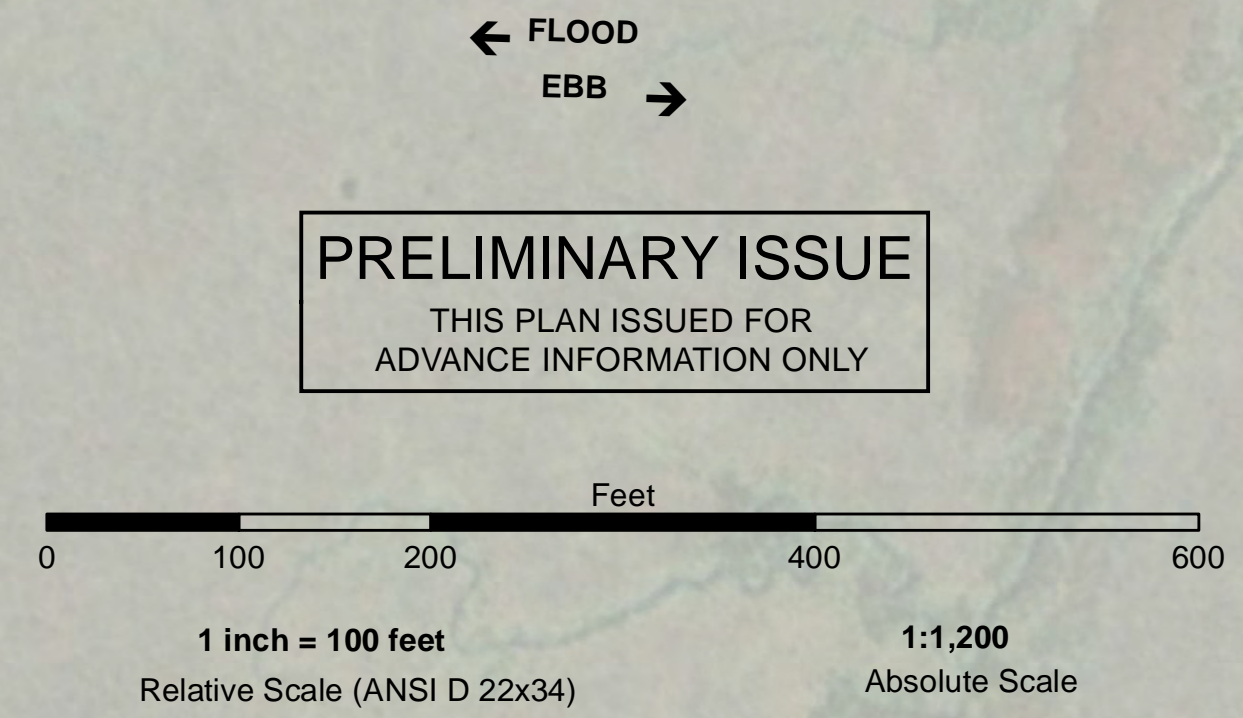 ← FLOOD
EBB →
PRELIMINARY ISSUE
THIS PLAN ISSUED FOR
ADVANCE INFORMATION ONLY
Feet
0 100 200 400 600
1 inch = 100 feet
Relative Scale (ANSI D 22x34)
1:1,200
Absolute Scale